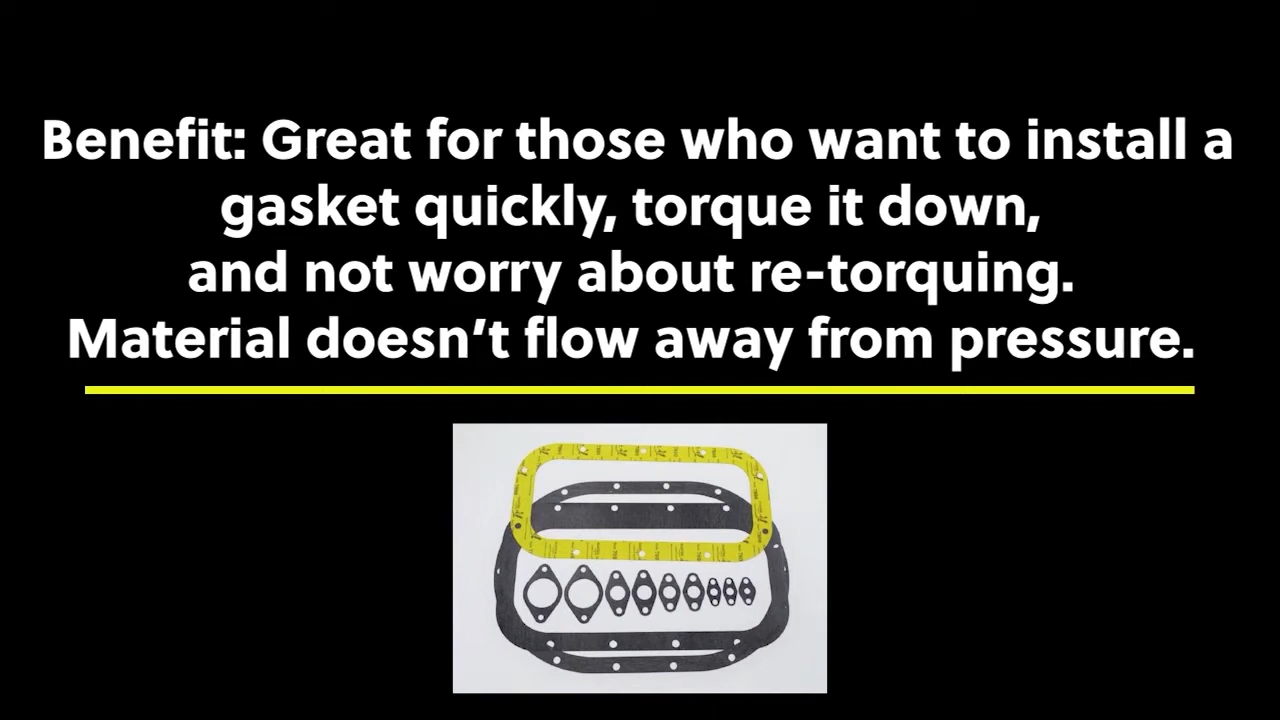 Benefit: Great for those who want to install a
gasket quickly, torque it down,
and not worry about re-torquing.
Material doesn’t flow away from pressure.